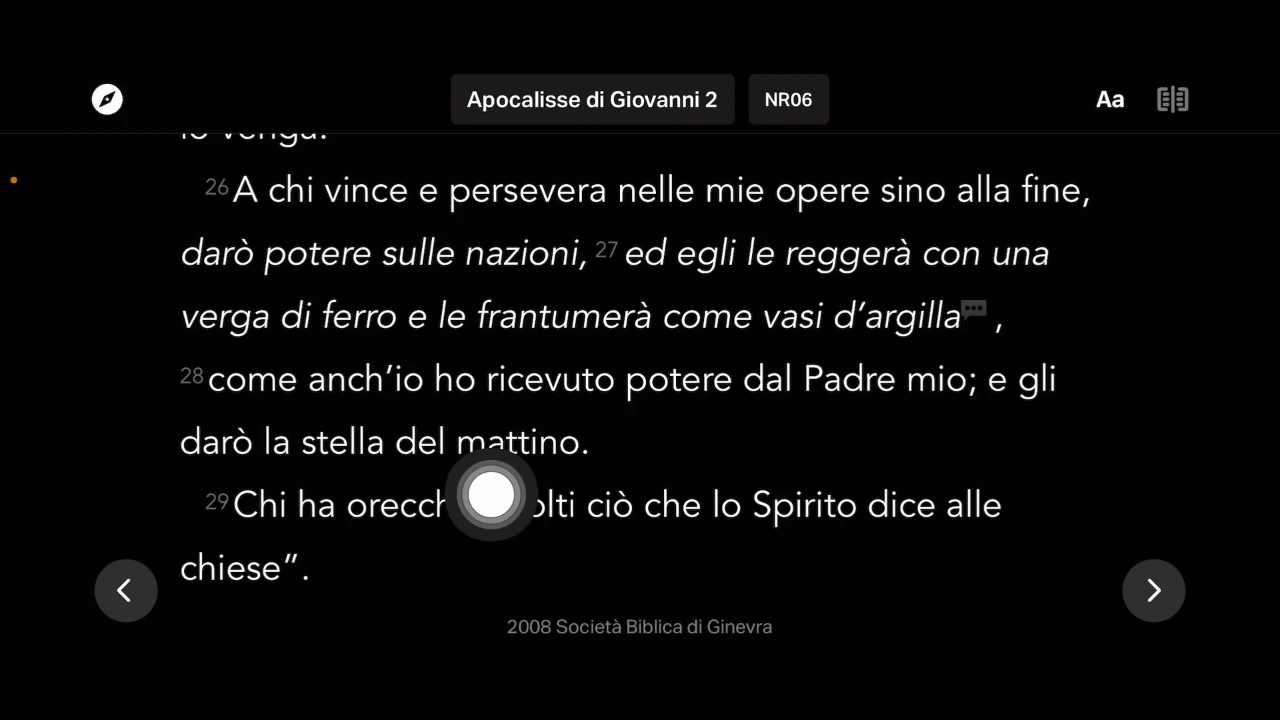 Apocalisse di Giovanni 2 NR06 Aa
io venga.
26 A chi vince e persevera nelle mie opere sino alla fine,
darò potere sulle nazioni, 27 ed egli le reggerà con una
verga di ferro e le frantumerà come vasi d’argilla ,
28 come anch’io ho ricevuto potere dal Padre mio; e gli
darò la stella del mattino.
29 Chi ha ciò che lo Spirito dice alle
chiese”.
2008 Società Biblica di Ginevra